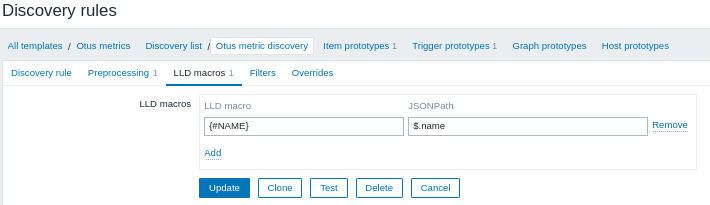 Discovery rules
All templates / Otus metrics Discovery list / Otus metric discovery Item prototypes 1 Trigger prototypes 1 Graph prototypes Host prototypes
Discovery rule Preprocessing 1 LLD macros 1 Filters Overrides
LLD macros LLD macro JSONPath
{#NAME} $.name Remove
Add
Update Clone Test Delete Cancel